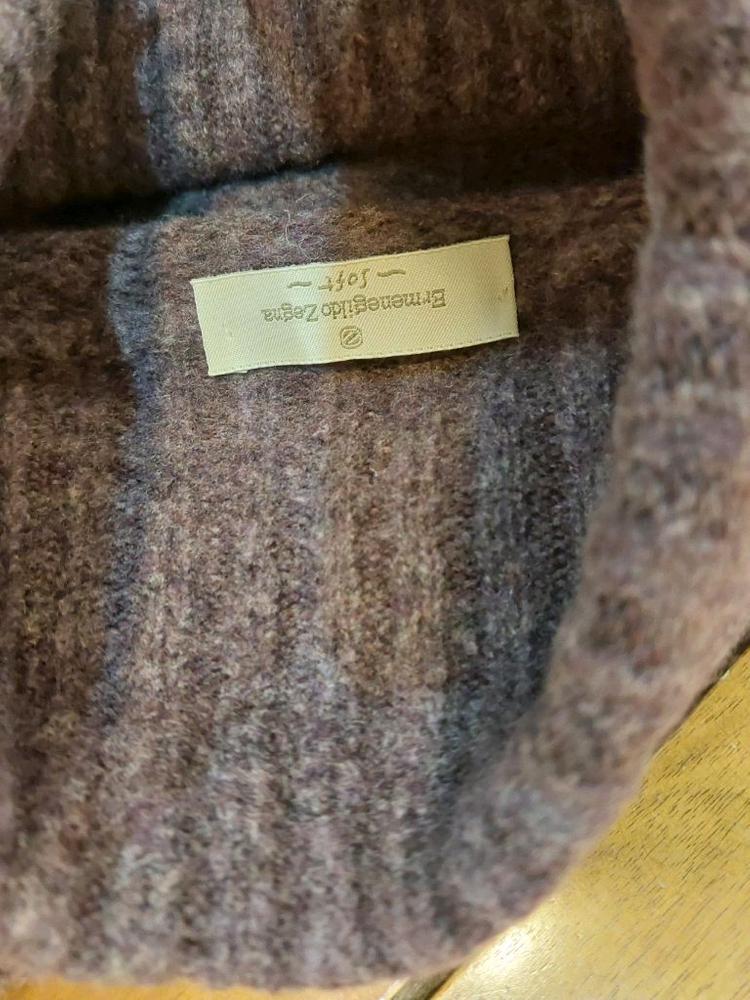 Ermenegildo Zegna
~ soft ~